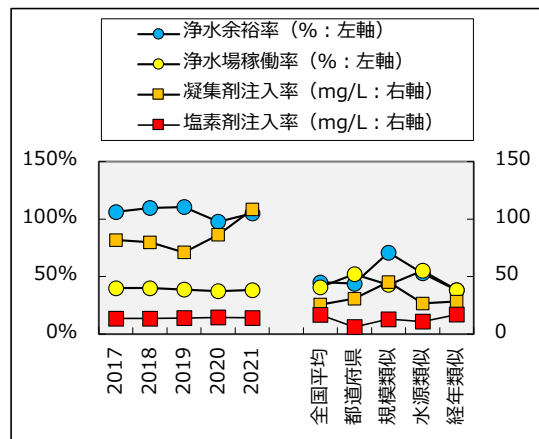 浄水余裕率（%：左軸）
浄水場稼働率（%：左軸）
凝集剤注入率（mg/L：右軸）
塩素剤注入率（mg/L：右軸）
150% 150
100% 100
50% 50
0% 0
2017
2018
2019
2020
2021
全国平均
都道府県
規模類似
水源類似
経年類似